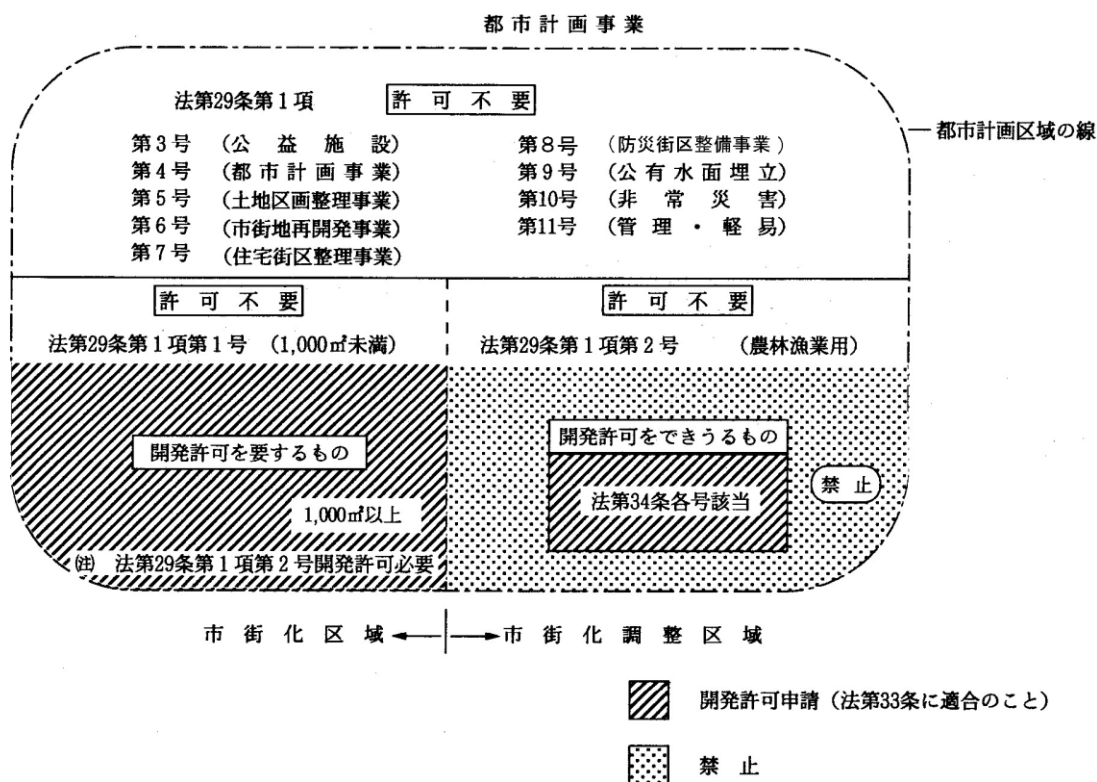 都市計画事業
法第29条第1項 許可不要
都市計画区域の線
第3号 (公益施設)
第4号 (都市計画事業)
第5号 (土地区画整理事業)
第6号 (市街地再開発事業)
第7号 (住宅街区整理事業)
第8号 (防災街区整備事業)
第9号 (公有水面埋立)
第10号 (非常災害)
第11号 (管理・軽易)
許可不要
法第29条第1項第1号 (1,000㎡未満)
開発許可を要するもの
1,000㎡以上
㊟ 法第29条第1項第2号開発許可必要
許可不要
法第29条第1項第2号 (農林漁業用)
開発許可をできうるもの
法第34条各号該当
禁止
市街化区域←→市街化調整区域
開発許可申請(法第33条に適合のこと)
禁止